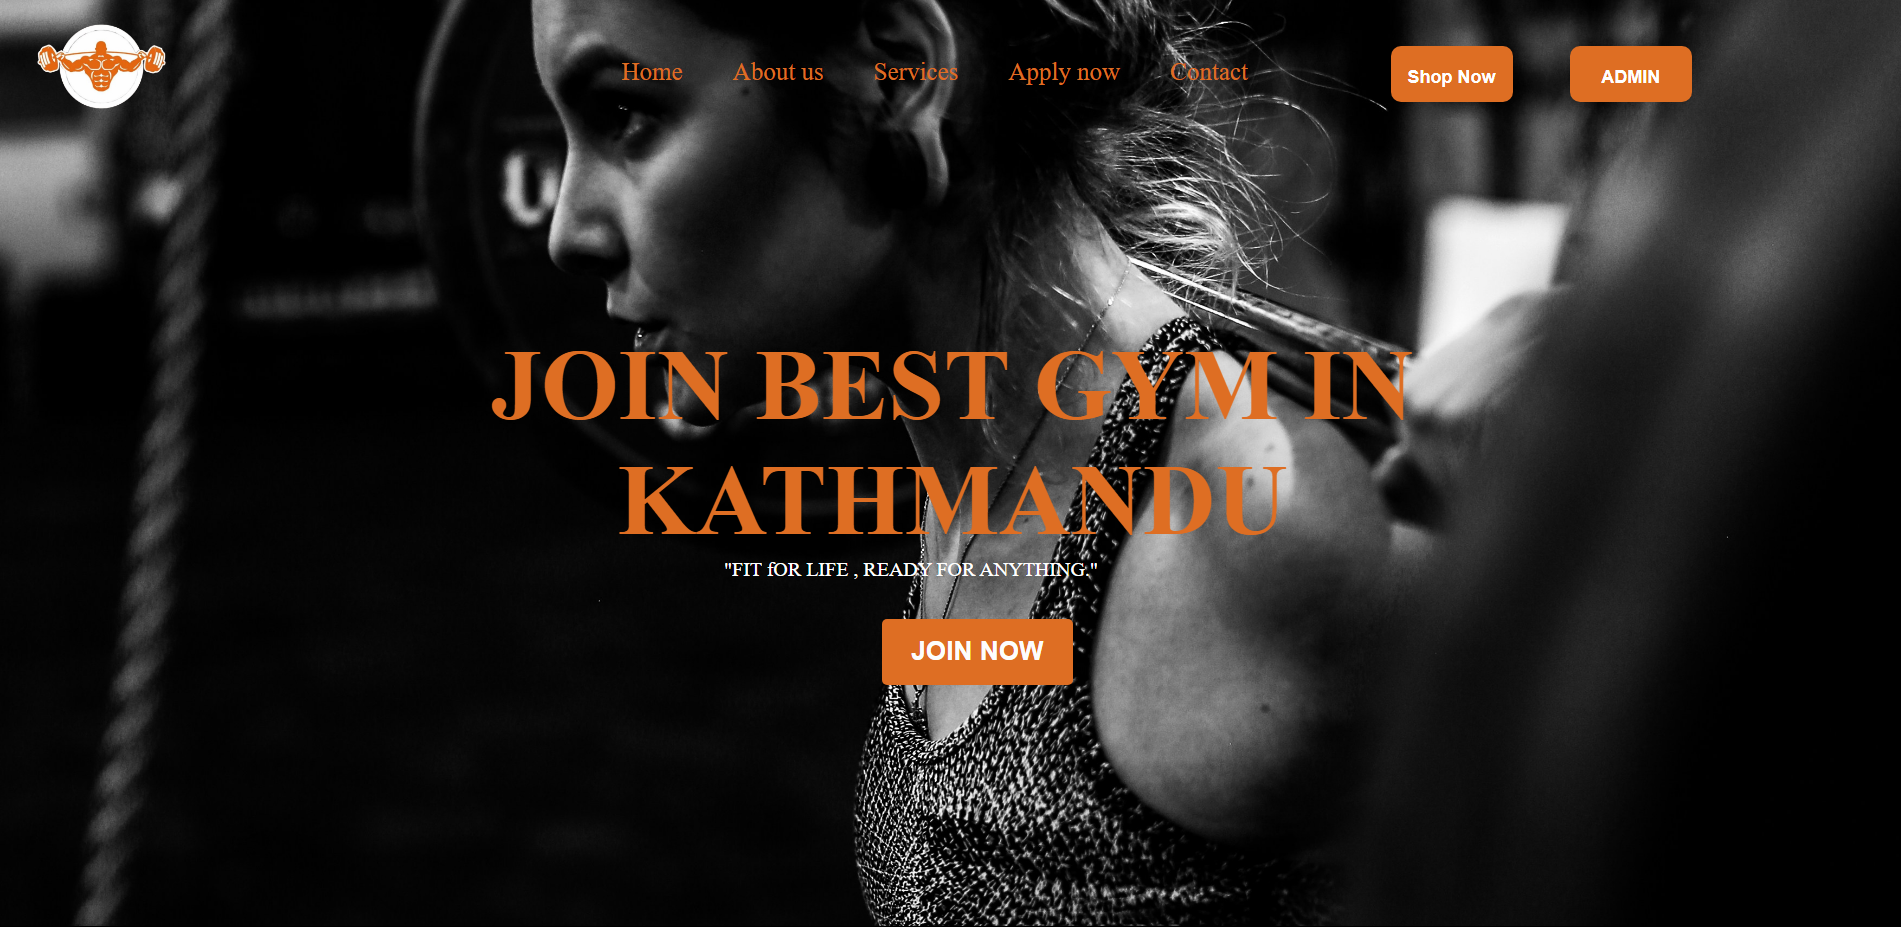 Home About us Services Apply now Contact Shop Now ADMIN
JOIN BEST GYM IN
KATHMANDU
"FIT fOR LIFE , READY FOR ANYTHING."
JOIN NOW